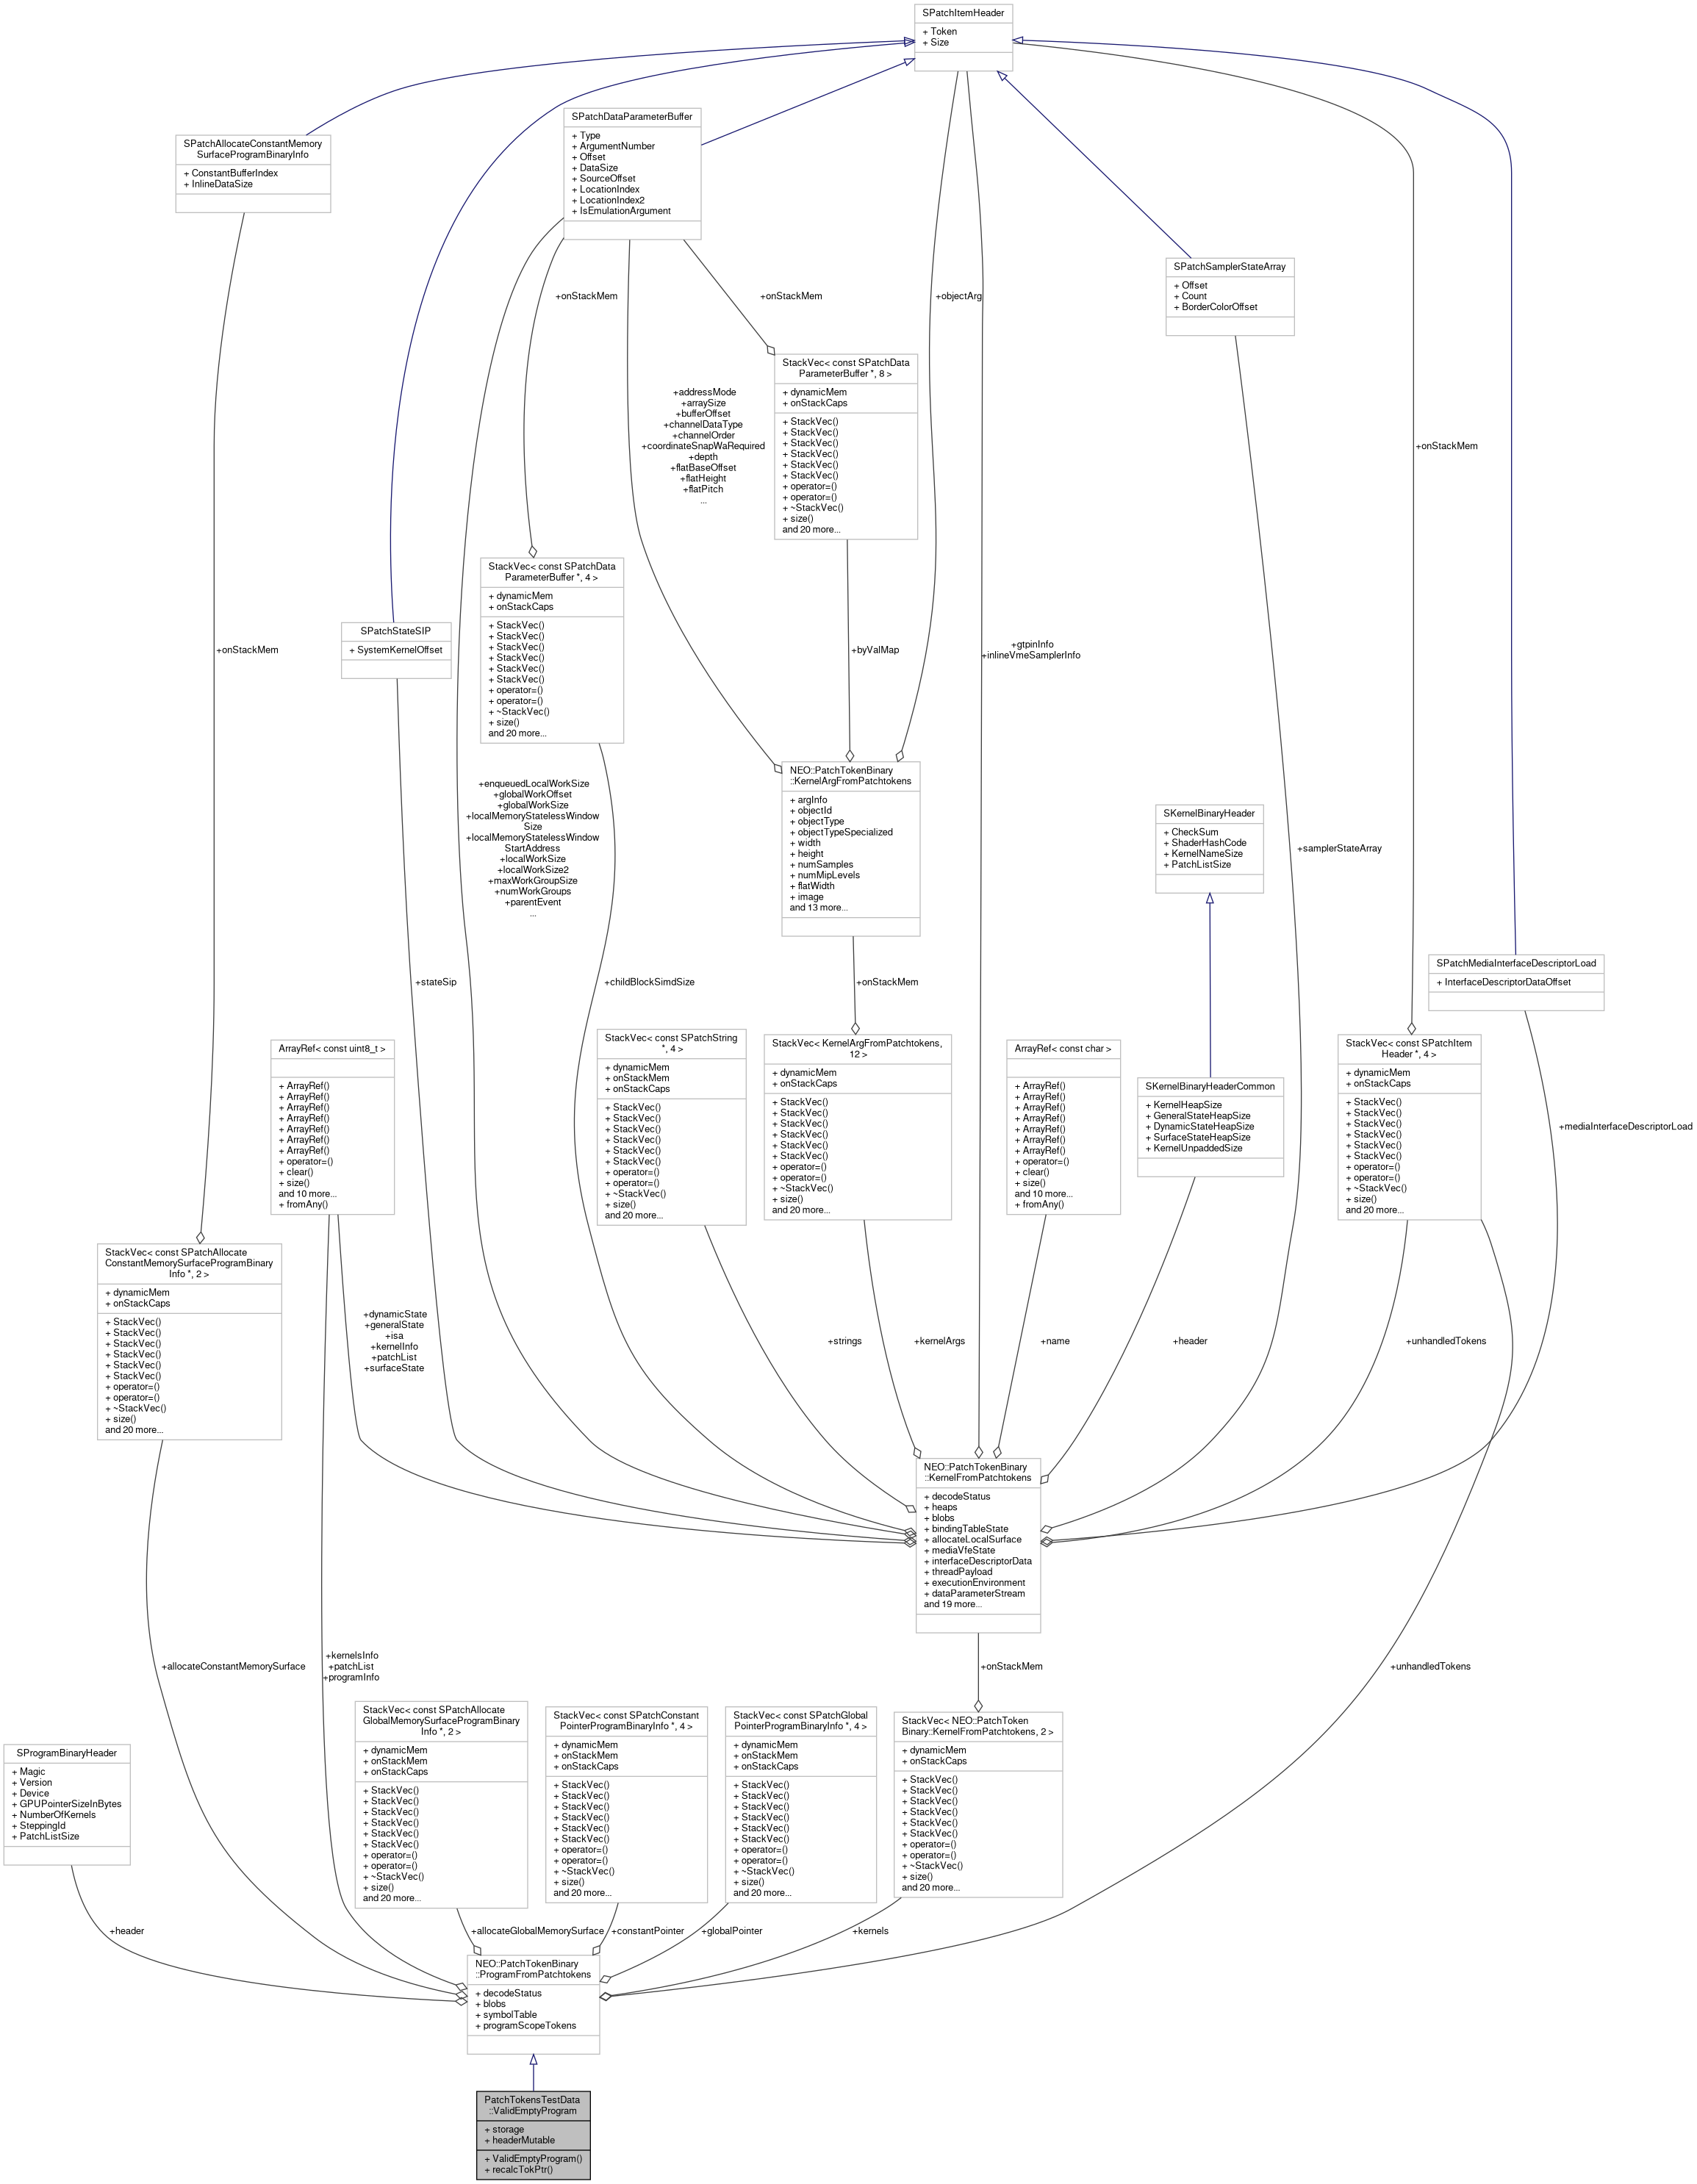 SPatchItemHeader
+ Token
+ Size
SPatchDataParameterBuffer
+ Type
+ ArgumentNumber
+ Offset
+ DataSize
+ SourceOffset
+ LocationIndex
+ LocationIndex2
+ IsEmulationArgument
SPatchAllocateConstantMemory
SurfaceProgramBinaryInfo
+ ConstantBufferIndex
+ InlineDataSize
SPatchSamplerStateArray
+ Offset
+ Count
+ BorderColorOffset
+onStackMem
+onStackMem
+objectArg
StackVec< const SPatchData
ParameterBuffer *, 8 >
+ dynamicMem
+ onStackCaps
+ StackVec()
+ StackVec()
+ StackVec()
+ StackVec()
+ StackVec()
+ StackVec()
+ operator=()
+ operator=()
+ ~StackVec()
+ size()
and 20 more...
+addressMode
+arraySize
+bufferOffset
+channelDataType
+channelOrder
+coordinateSnapWaRequired
+depth
+flatBaseOffset
+flatHeight
+flatPitch
...
+onStackMem
StackVec< const SPatchData
ParameterBuffer *, 4 >
+ dynamicMem
+ onStackCaps
+ StackVec()
+ StackVec()
+ StackVec()
+ StackVec()
+ StackVec()
+ StackVec()
+ operator=()
+ operator=()
+ ~StackVec()
+ size()
and 20 more...
SPatchStateSIP
+ SystemKernelOffset
+onStackMem
+byValMap
+gtpinInfo
+inlineVmeSamplerInfo
NEO::PatchTokenBinary
::KernelArgFromPatchtokens
+ argInfo
+ objectId
+ objectType
+ objectTypeSpecialized
+ width
+ height
+ numSamples
+ numMipLevels
+ flatWidth
+ image
and 13 more...
+enqueuedLocalWorkSize
+globalWorkOffset
+globalWorkSize
+localMemoryStatelessWindow
Size
+localMemoryStatelessWindow
StartAddress
+localWorkSize
+localWorkSize2
+maxWorkGroupSize
+numWorkGroups
+parentEvent
...
SKernelBinaryHeader
+ CheckSum
+ ShaderHashCode
+ KernelNameSize
+ PatchListSize
+samplerStateArray
SPatchMediaInterfaceDescriptorLoad
+ InterfaceDescriptorDataOffset
+stateSip
+childBlockSimdSize
+onStackMem
ArrayRef< const uint8_t >
+ ArrayRef()
+ ArrayRef()
+ ArrayRef()
+ ArrayRef()
+ ArrayRef()
+ ArrayRef()
+ ArrayRef()
+ operator=()
+ clear()
+ size()
and 10 more...
+ fromAny()
StackVec< const SPatchString
*, 4 >
+ dynamicMem
+ onStackMem
+ onStackCaps
+ StackVec()
+ StackVec()
+ StackVec()
+ StackVec()
+ StackVec()
+ StackVec()
+ operator=()
+ operator=()
+ ~StackVec()
+ size()
and 20 more...
StackVec< KernelArgFromPatchtokens,
12 >
+ dynamicMem
+ onStackCaps
+ StackVec()
+ StackVec()
+ StackVec()
+ StackVec()
+ StackVec()
+ StackVec()
+ operator=()
+ operator=()
+ ~StackVec()
+ size()
and 20 more...
ArrayRef< const char >
+ ArrayRef()
+ ArrayRef()
+ ArrayRef()
+ ArrayRef()
+ ArrayRef()
+ ArrayRef()
+ ArrayRef()
+ operator=()
+ clear()
+ size()
and 10 more...
+ fromAny()
SKernelBinaryHeaderCommon
+ KernelHeapSize
+ GeneralStateHeapSize
+ DynamicStateHeapSize
+ SurfaceStateHeapSize
+ KernelUnpaddedSize
StackVec< const SPatchItem
Header *, 4 >
+ dynamicMem
+ onStackCaps
+ StackVec()
+ StackVec()
+ StackVec()
+ StackVec()
+ StackVec()
+ StackVec()
+ operator=()
+ operator=()
+ ~StackVec()
+ size()
and 20 more...
+mediaInterfaceDescriptorLoad
StackVec< const SPatchAllocate
ConstantMemorySurfaceProgramBinary
Info *, 2 >
+ dynamicMem
+ onStackCaps
+ StackVec()
+ StackVec()
+ StackVec()
+ StackVec()
+ StackVec()
+ StackVec()
+ operator=()
+ operator=()
+ ~StackVec()
+ size()
and 20 more...
+dynamicState
+generalState
+isa
+kernelInfo
+patchList
+surfaceState
+strings
+kernelArgs
+name
+header
+unhandledTokens
NEO::PatchTokenBinary
::KernelFromPatchtokens
+ decodeStatus
+ heaps
+ blobs
+ bindingTableState
+ allocateLocalSurface
+ mediaVfeState
+ interfaceDescriptorData
+ threadPayload
+ executionEnvironment
+ dataParameterStream
and 19 more...
+allocateConstantMemorySurface
+kernelsInfo
+patchList
+programInfo
+onStackMem
+unhandledTokens
SProgramBinaryHeader
+ Magic
+ Version
+ Device
+ GPUPointerSizeInBytes
+ NumberOfKernels
+ SteppingId
+ PatchListSize
StackVec< const SPatchAllocate
GlobalMemorySurfaceProgramBinary
Info *, 2 >
+ dynamicMem
+ onStackMem
+ onStackCaps
+ StackVec()
+ StackVec()
+ StackVec()
+ StackVec()
+ StackVec()
+ StackVec()
+ operator=()
+ operator=()
+ ~StackVec()
+ size()
and 20 more...
StackVec< const SPatchConstant
PointerProgramBinaryInfo *, 4 >
+ dynamicMem
+ onStackMem
+ onStackCaps
+ StackVec()
+ StackVec()
+ StackVec()
+ StackVec()
+ StackVec()
+ StackVec()
+ operator=()
+ operator=()
+ ~StackVec()
+ size()
and 20 more...
StackVec< const SPatchGlobal
PointerProgramBinaryInfo *, 4 >
+ dynamicMem
+ onStackMem
+ onStackCaps
+ StackVec()
+ StackVec()
+ StackVec()
+ StackVec()
+ StackVec()
+ StackVec()
+ operator=()
+ operator=()
+ ~StackVec()
+ size()
and 20 more...
StackVec< NEO::PatchToken
Binary::KernelFromPatchtokens, 2 >
+ dynamicMem
+ onStackCaps
+ StackVec()
+ StackVec()
+ StackVec()
+ StackVec()
+ StackVec()
+ StackVec()
+ operator=()
+ operator=()
+ ~StackVec()
+ size()
and 20 more...
+header
+allocateGlobalMemorySurface
+constantPointer
+globalPointer
+kernels
NEO::PatchTokenBinary
::ProgramFromPatchtokens
+ decodeStatus
+ blobs
+ symbolTable
+ programScopeTokens
PatchTokensTestData
::ValidEmptyProgram
+ storage
+ headerMutable
+ ValidEmptyProgram()
+ recalcTokPtr()